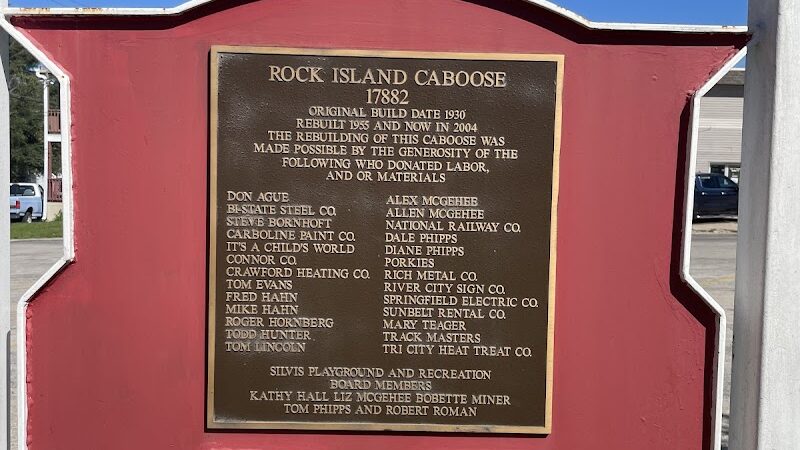 ROCK ISLAND CABOOSE
17882
ORIGINAL BUILD DATE 1930
REBUILT 1955 AND NOW IN 2004
THE REBUILDING OF THIS CABOOSE WAS
MADE POSSIBLE BY THE GENEROSITY OF THE
FOLLOWING WHO DONATED LABOR,
AND OR MATERIALS
DON AGUE
BI-STATE STEEL CO.
STEVE BORNHOFT
CARBOLINE PAINT CO.
IT'S A CHILD'S WORLD
CONNOR CO.
CRAWFORD HEATING CO.
TOM EVANS
FRED HAHN
MIKE HAHN
ROGER HORNBERG
TODD HUNTER
TOM LINCOLN
ALEX MCGEHEE
ALLEN MCGEHEE
NATIONAL RAILWAY CO.
DALE PHIPPS
DIANE PHIPPS
PORKIES
RICH METAL CO.
RIVER CITY SIGN CO.
SPRINGFIELD ELECTRIC CO.
SUNBELT RENTAL CO.
MARY TEAGER
TRACK MASTERS
TRI CITY HEAT TREAT CO.
SILVIS PLAYGROUND AND RECREATION
BOARD MEMBERS
KATHY HALL LIZ MCGEHEE BOBETTE MINER
TOM PHIPPS AND ROBERT ROMAN